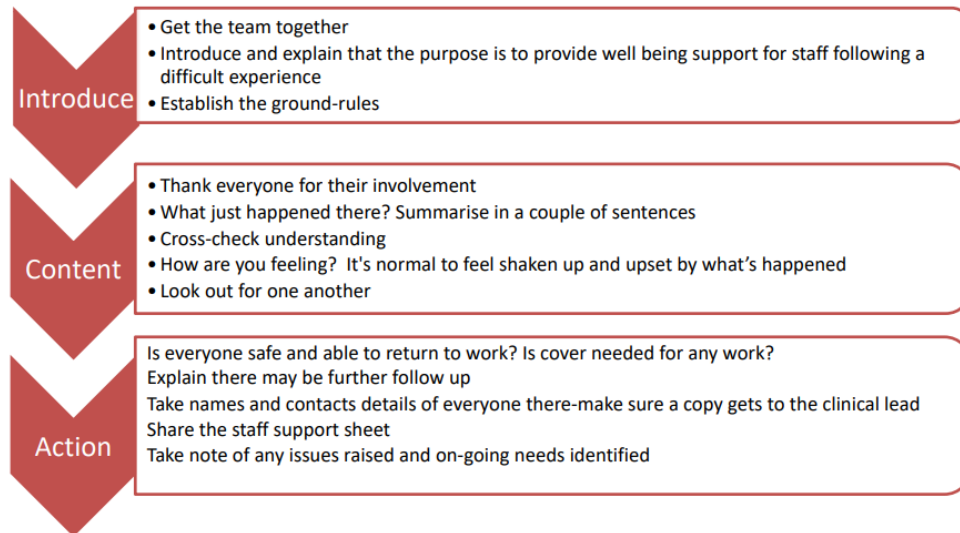 Introduce
• Get the team together
• Introduce and explain that the purpose is to provide well being support for staff following a
difficult experience
• Establish the ground-rules
Content
• Thank everyone for their involvement
• What just happened there? Summarise in a couple of sentences
• Cross-check understanding
• How are you feeling?  It's normal to feel shaken up and upset by what’s happened
• Look out for one another
Action
Is everyone safe and able to return to work? Is cover needed for any work?
Explain there may be further follow up
Take names and contacts details of everyone there-make sure a copy gets to the clinical lead
Share the staff support sheet
Take note of any issues raised and on-going needs identified